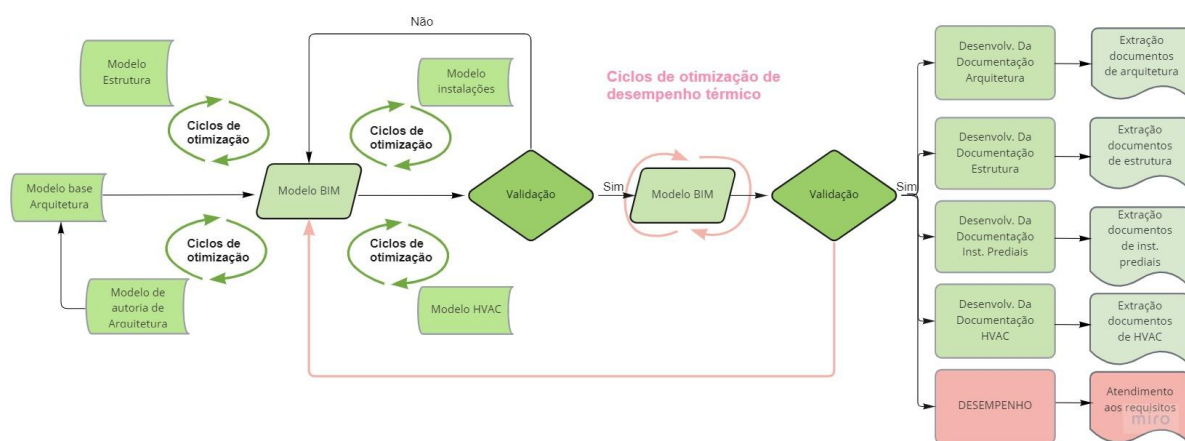 Não
Modelo
Estrutura
Ciclos de
otimização
Ciclos de
otimização
Modelo
instalações
Ciclos de otimização de
desempenho térmico
Modelo base
Arquitetura
Modelo BIM
Validação
Sim
Modelo BIM
Validação
Sim
Ciclos de
otimização
Ciclos de
otimização
Modelo de
autoria de
Arquitetura
Modelo HVAC
Desenvolv. Da
Documentação
Arquitetura
Extração
documentos
de arquitetura
Desenvolv. Da
Documentação
Estrutura
Extração
documentos
de estrutura
Desenvolv. Da
Documentação
Inst. Prediais
Extração
documentos
de inst.
prediais
Desenvolv. Da
Documentação
HVAC
Extração
documentos
de HVAC
DESEMPENHO
Atendimento
aos requisitos
miro